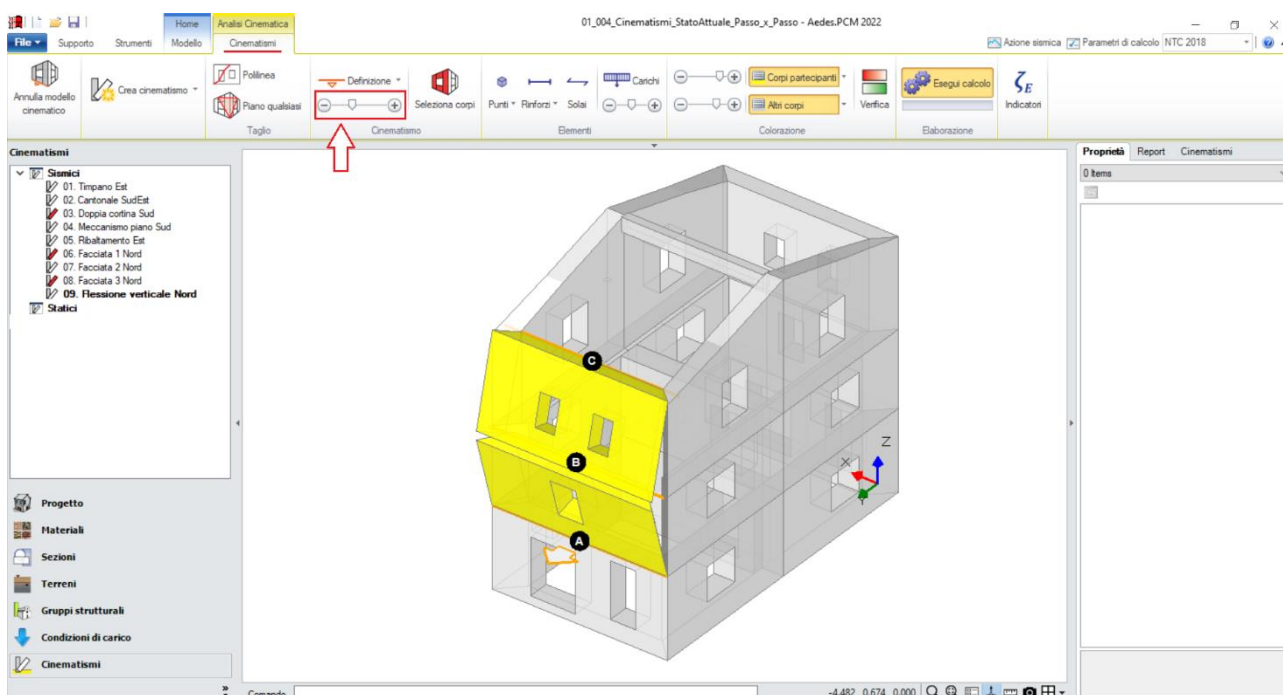 01_004_Cinematismi_StatoAttuale_Passo_x_Passo - Aedes.PCM 2022
Home Analisi Cinematica
File Supporto Strumenti Modello Cinematismi
Azione sismica Parametri di calcolo NTC 2018
Annulla modello cinematico
Crea cinematismo
Polilinea
Piano qualsiasi
Taglio
Definizione
Seleziona corpi
Cinematismo
Punti Rinforzi Solai Carichi
Elementi
Corpi partecipanti
Altri corpi
Verifica
Colorazione
Esegui calcolo
Elaborazione
Indicatori
ζE
Cinematismi
Sismici
01. Timpano Est
02. Cantonale SudEst
03. Doppia cortina Sud
04. Meccanismo piano Sud
05. Ribaltamento Est
06. Facciata 1 Nord
07. Facciata 2 Nord
08. Facciata 3 Nord
09. Flessione verticale Nord
Statici
Progetto
Materiali
Sezioni
Terreni
Gruppi strutturali
Condizioni di carico
Cinematismi
C
B
A
Z
X
Y
Proprietà Report Cinematismi
0 Items
Comando
-4.482 0.674 0.000